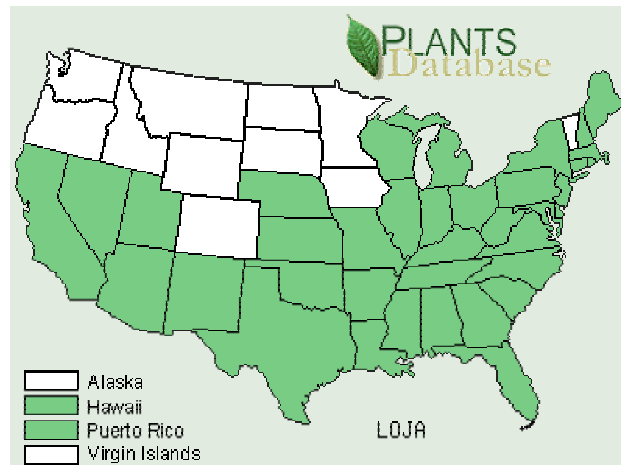 PLANTS
Database
Alaska
Hawaii
Puerto Rico
Virgin Islands
LOJA